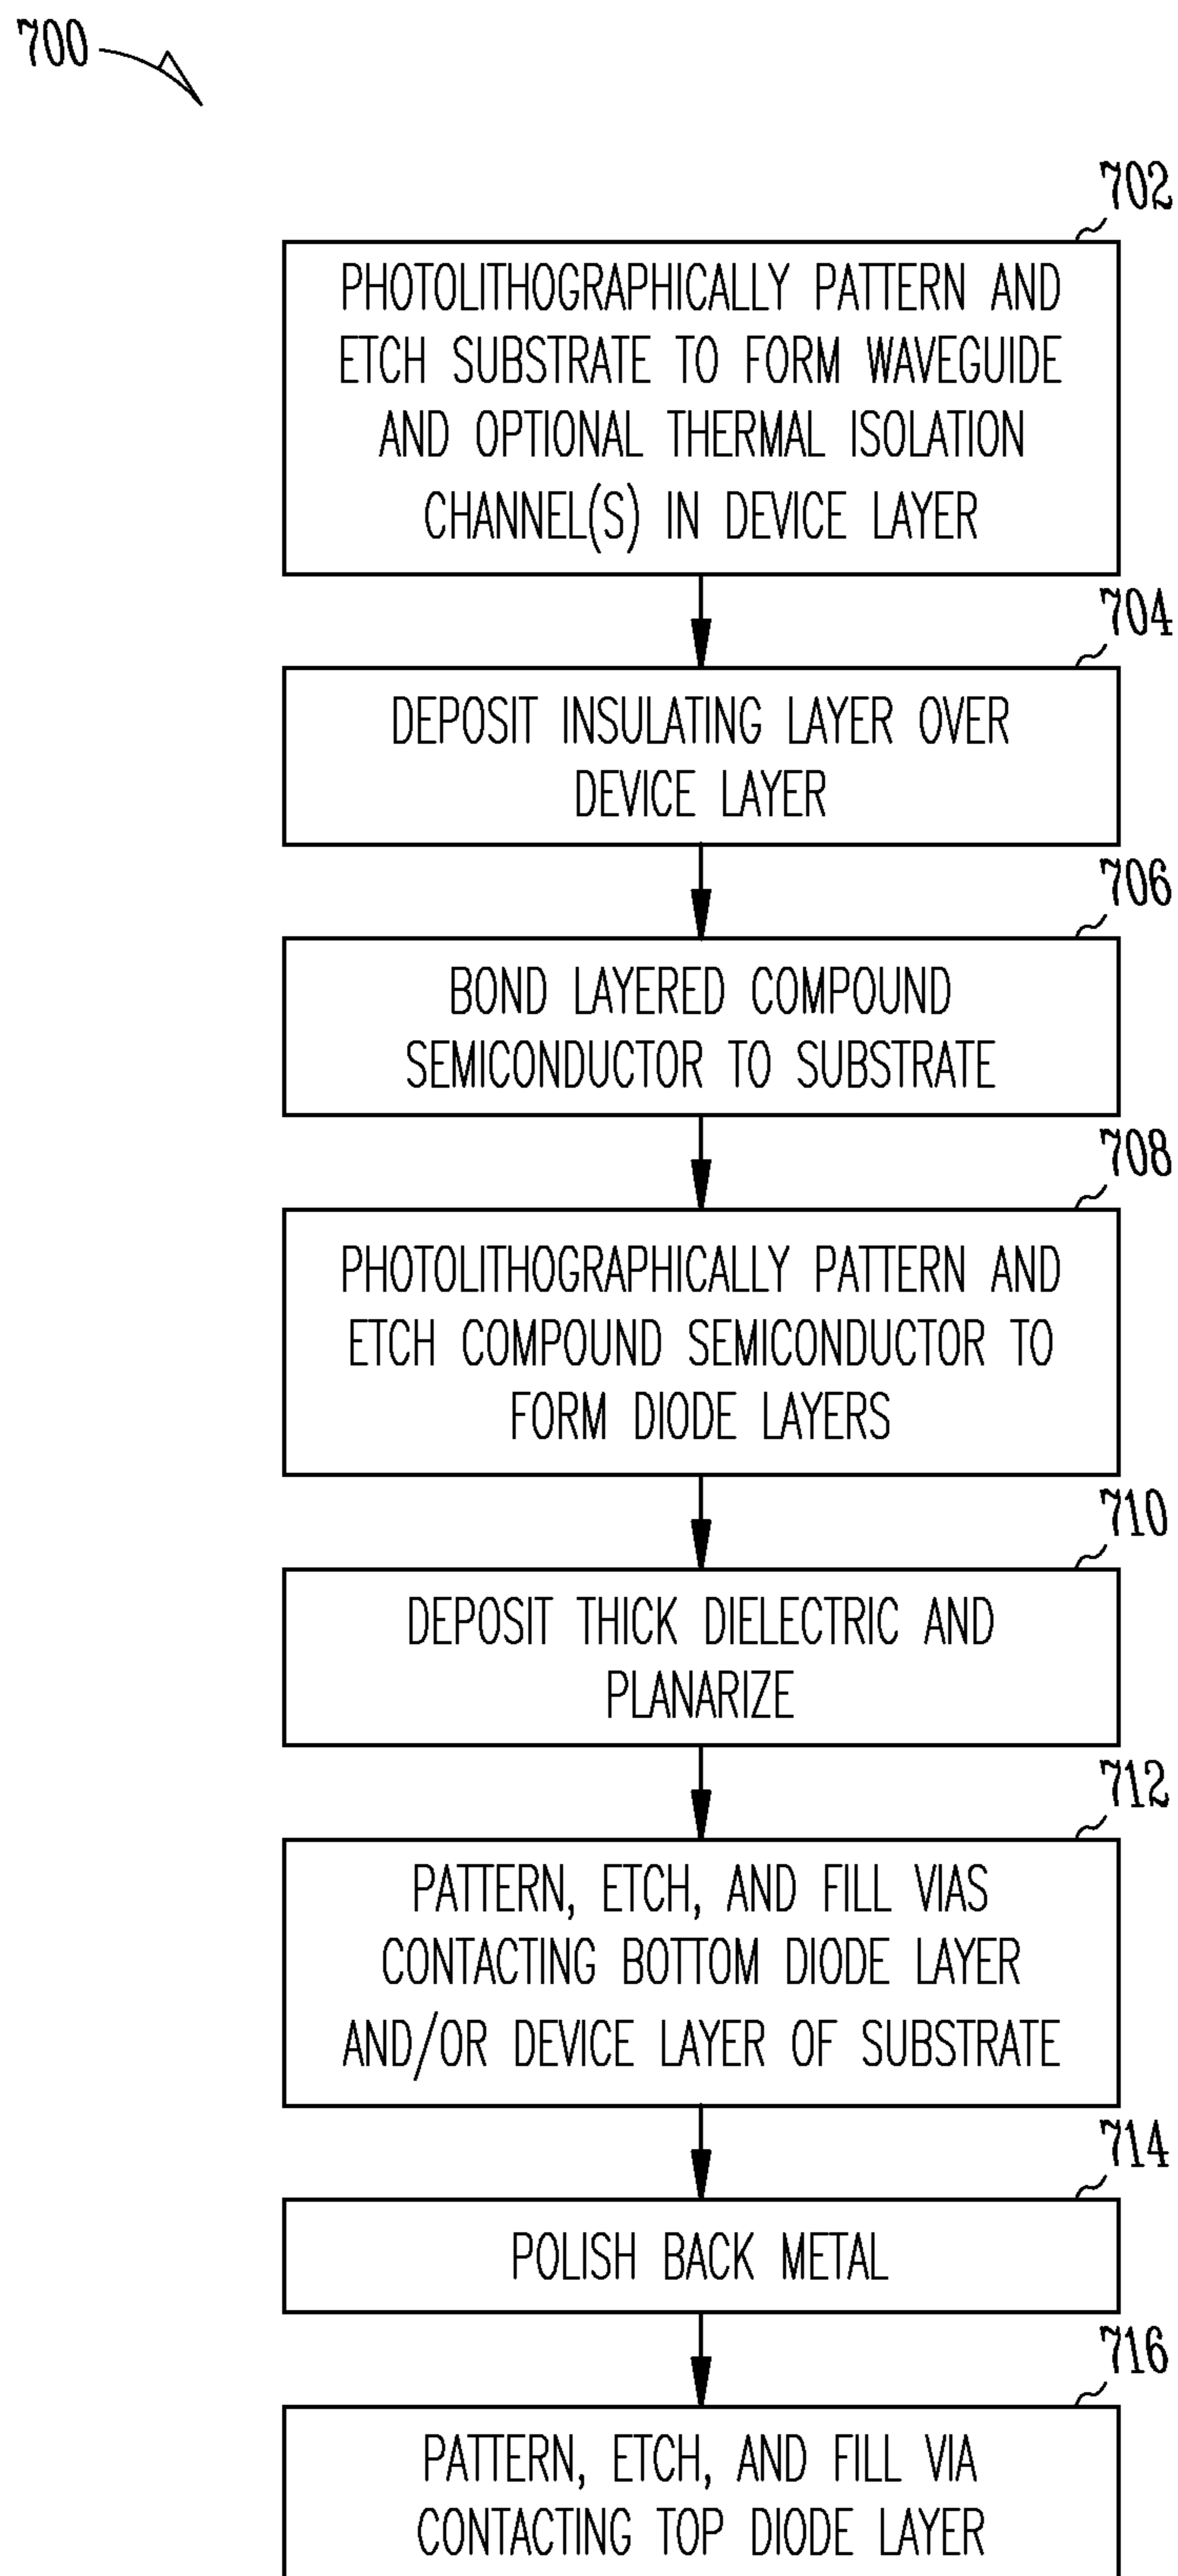 700
702
PHOTOLITHOGRAPHICALLY PATTERN AND
ETCH SUBSTRATE TO FORM WAVEGUIDE
AND OPTIONAL THERMAL ISOLATION
CHANNEL(S) IN DEVICE LAYER
704
DEPOSIT INSULATING LAYER OVER
DEVICE LAYER
706
BOND LAYERED COMPOUND
SEMICONDUCTOR TO SUBSTRATE
708
PHOTOLITHOGRAPHICALLY PATTERN AND
ETCH COMPOUND SEMICONDUCTOR TO
FORM DIODE LAYERS
710
DEPOSIT THICK DIELECTRIC AND
PLANARIZE
712
PATTERN, ETCH, AND FILL VIAS
CONTACTING BOTTOM DIODE LAYER
AND/OR DEVICE LAYER OF SUBSTRATE
714
POLISH BACK METAL
716
PATTERN, ETCH, AND FILL VIA
CONTACTING TOP DIODE LAYER